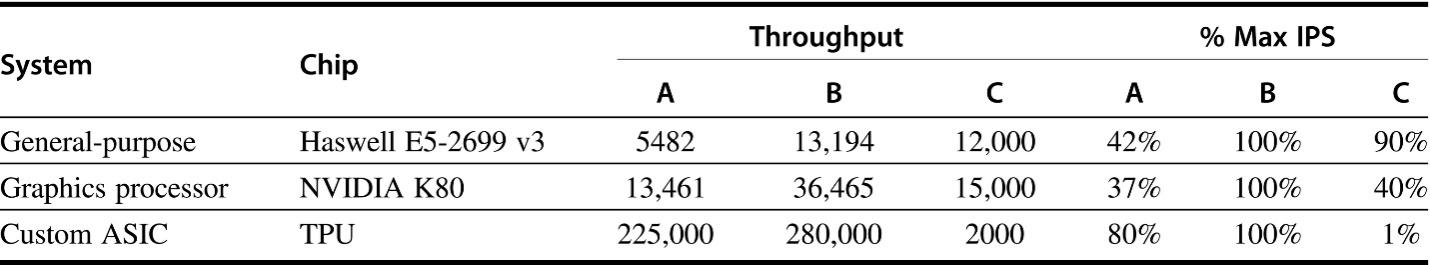 Throughput % Max IPS
System Chip
A B C A B C
General-purpose Haswell E5-2699 v3 5482 13,194 12,000 42% 100% 90%
Graphics processor NVIDIA K80 13,461 36,465 15,000 37% 100% 40%
Custom ASIC TPU 225,000 280,000 2000 80% 100% 1%